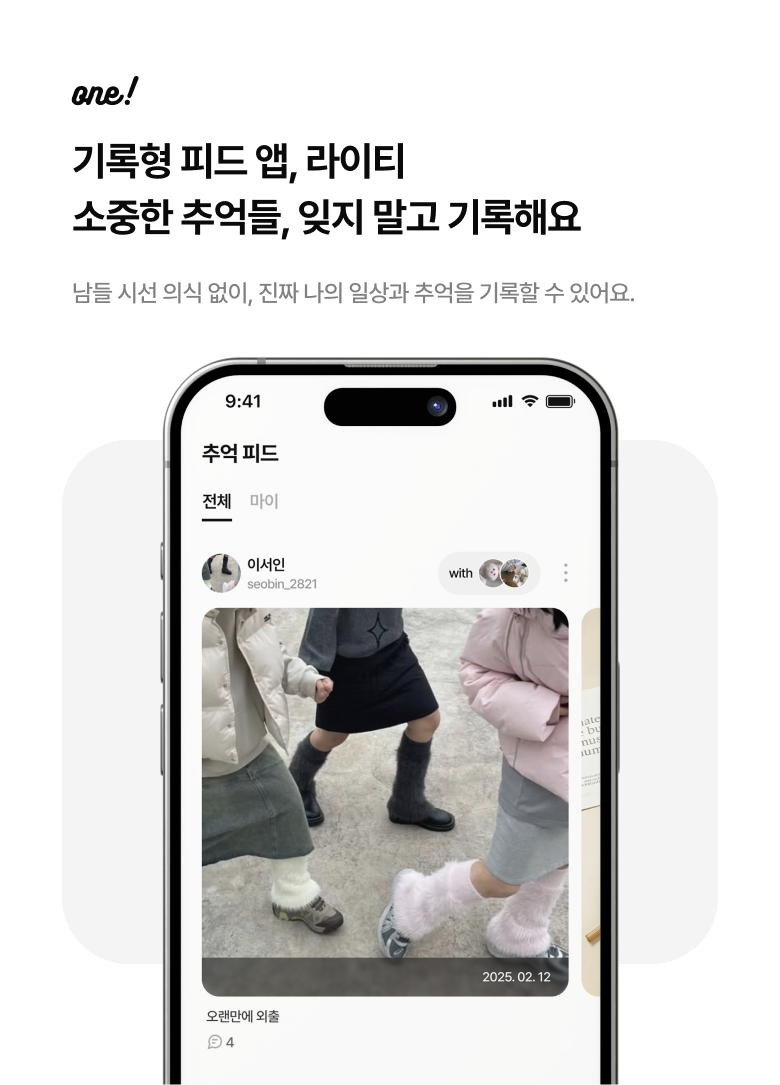 one!
기록형 피드 앱, 라이티
소중한 추억들, 잊지 말고 기록해요
남들 시선 의식 없이, 진짜 나의 일상과 추억을 기록할 수 있어요.
9:41
추억 피드
전체 마이
이서인
seobin_2821
with
2025. 02. 12
오랜만에 외출
4